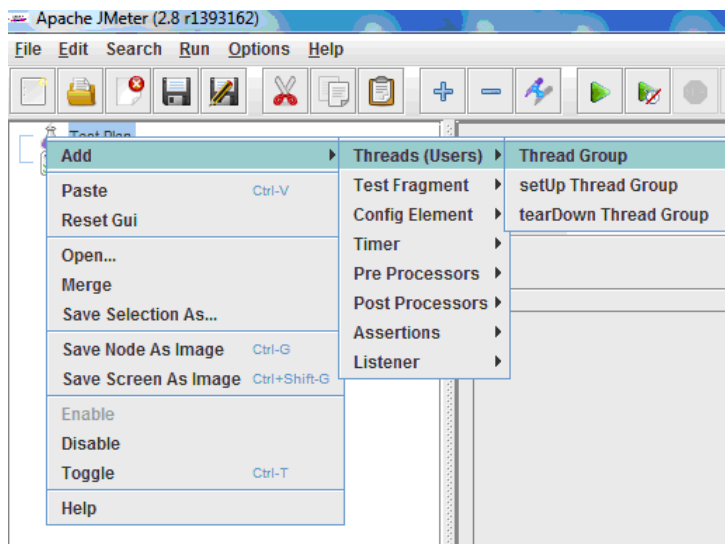 Apache JMeter (2.8 r1393162)
File Edit Search Run Options Help
Test Plan
Add
Paste Ctrl-V
Reset Gui
Open...
Merge
Save Selection As...
Save Node As Image Ctrl-G
Save Screen As Image Ctrl+Shift-G
Enable
Disable
Toggle Ctrl-T
Help
Threads (Users)
Test Fragment
Config Element
Timer
Pre Processors
Post Processors
Assertions
Listener
Thread Group
setUp Thread Group
tearDown Thread Group